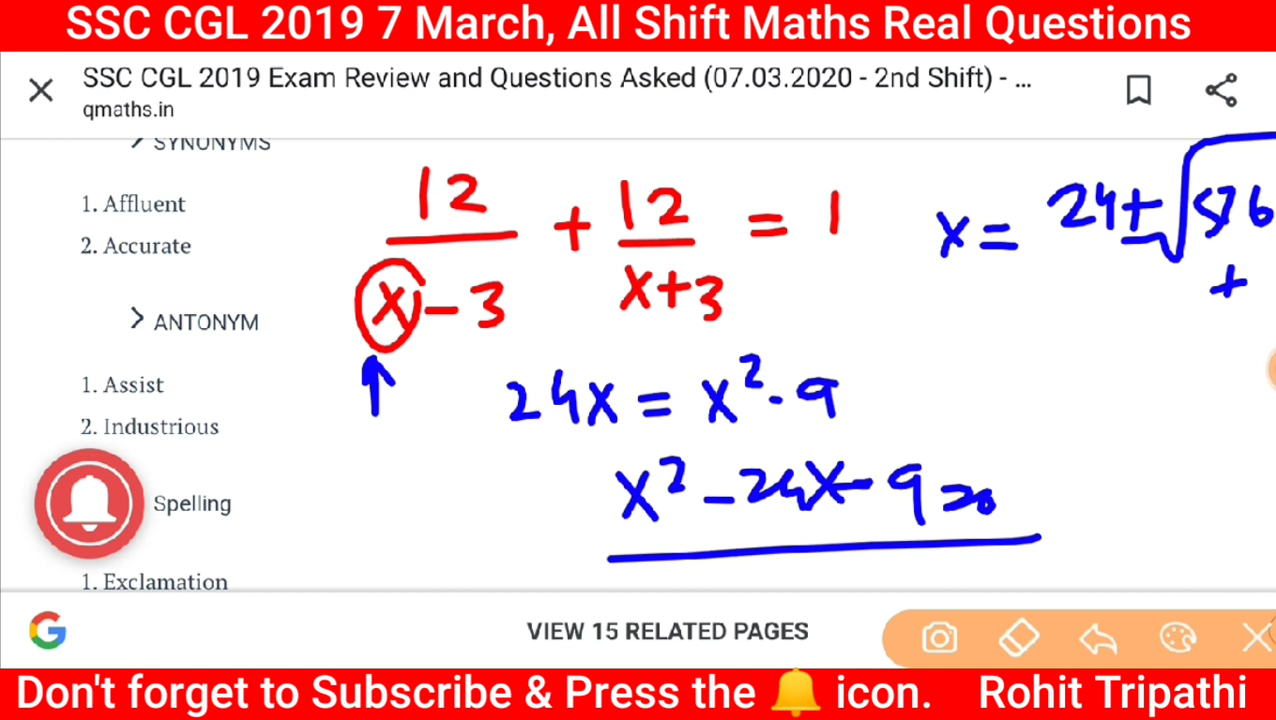 SSC CGL 2019 7 March, All Shift Maths Real Questions
SSC CGL 2019 Exam Review and Questions Asked (07.03.2020 - 2nd Shift) - ...
qmaths.in
SYNONYMS
1. Affluent
2. Accurate
ANTONYM
1. Assist
2. Industrious
Spelling
1. Exclamation
12/(x-3) + 12/(x+3) = 1
24x = x² - 9
x² - 24x - 9 = 0
x = 24 ± √576
+
VIEW 15 RELATED PAGES
Don't forget to Subscribe & Press the 🔔 icon. Rohit Tripathi